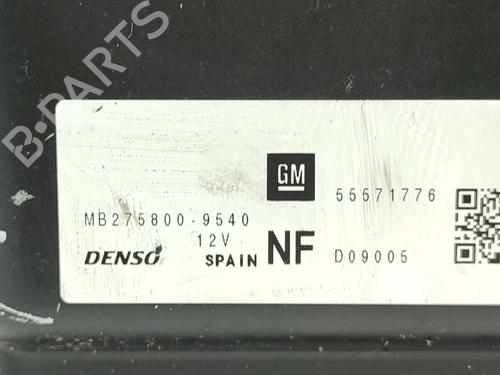 B-PARTS
GM
55571776
MB275800-9540
12V
NF
DENSO
SPAIN
D09005